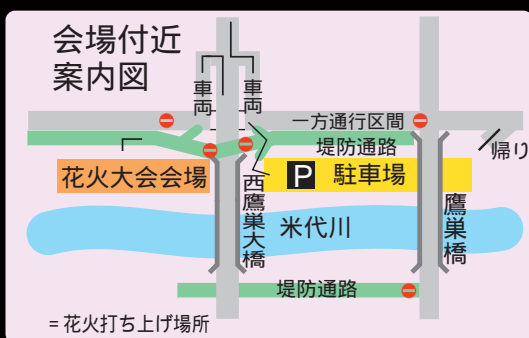 会場付近
案内図
車両
車両
一方通行区間
堤防通路
帰り
花火大会会場
P 駐車場
西鷹巣大橋
米代川
鷹巣橋
堤防通路
=花火打ち上げ場所